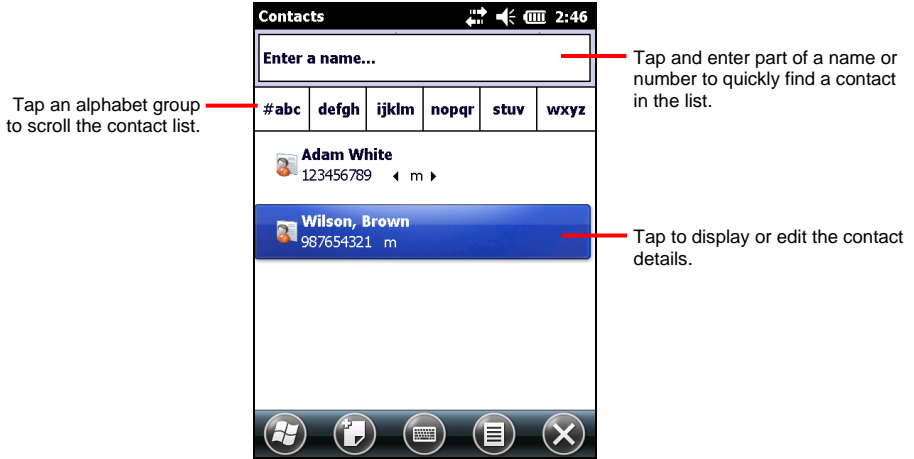 Contacts 2:46
Enter a name...
Tap and enter part of a name or
number to quickly find a contact
in the list.
Tap an alphabet group
to scroll the contact list.
#abc defgh ijklm nopqr stuv wxyz
Adam White
123456789 m
Wilson, Brown
987654321 m
Tap to display or edit the contact
details.